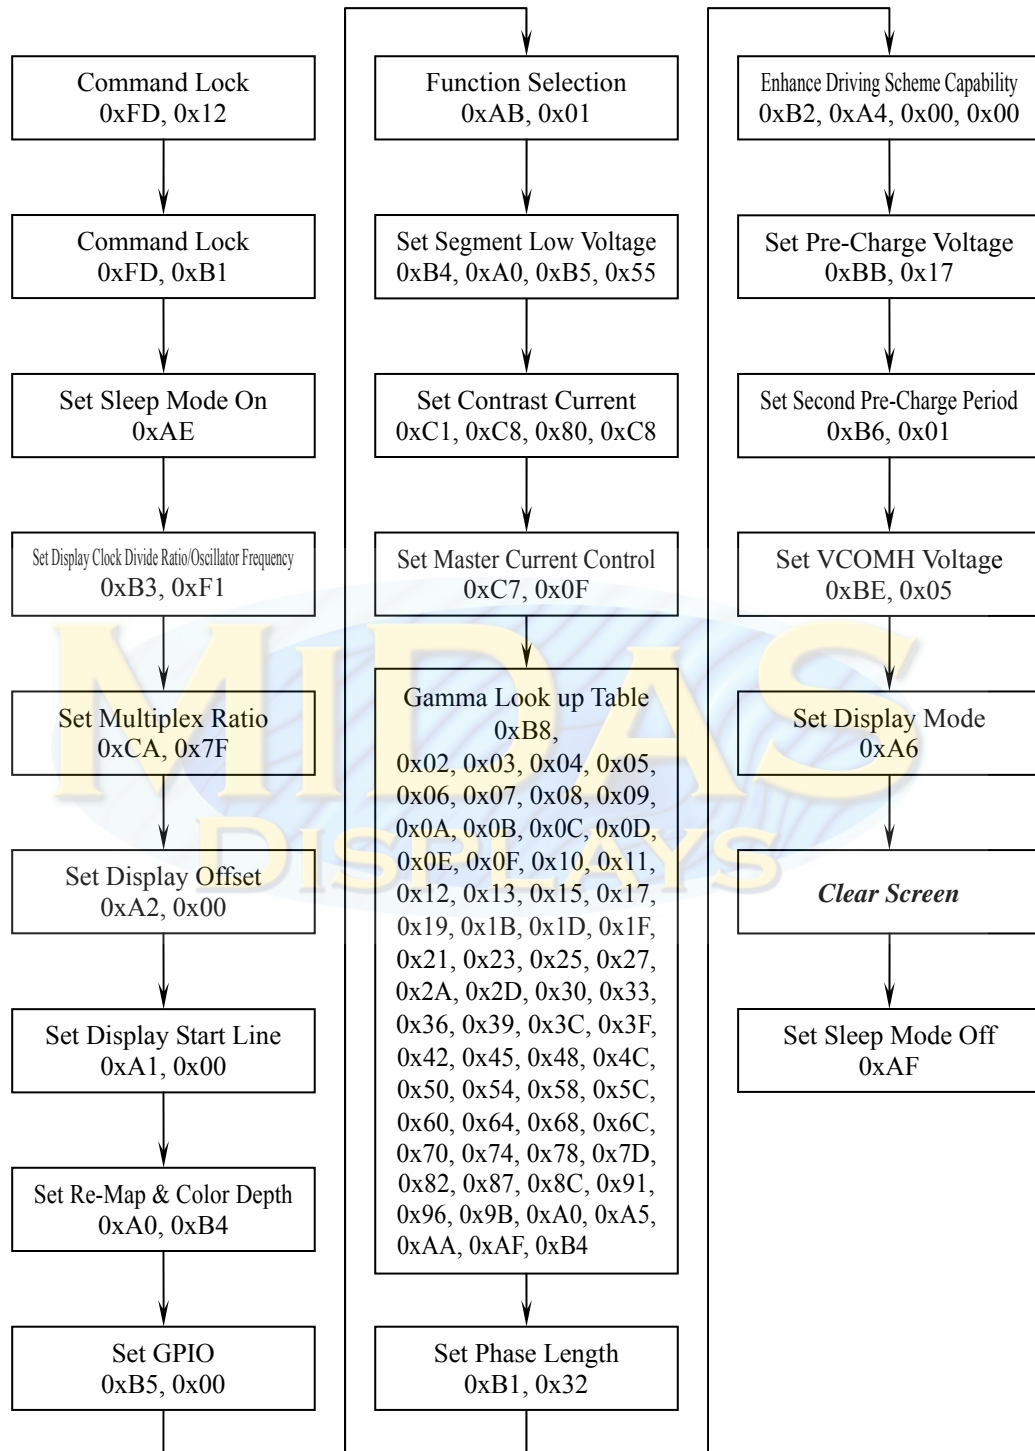 Command Lock
0xFD, 0x12
Command Lock
0xFD, 0xB1
Set Sleep Mode On
0xAE
Set Display Clock Divide Ratio/Oscillator Frequency
0xB3, 0xF1
Set Multiplex Ratio
0xCA, 0x7F
Set Display Offset
0xA2, 0x00
Set Display Start Line
0xA1, 0x00
Set Re-Map & Color Depth
0xA0, 0xB4
Set GPIO
0xB5, 0x00
Function Selection
0xAB, 0x01
Set Segment Low Voltage
0xB4, 0xA0, 0xB5, 0x55
Set Contrast Current
0xC1, 0xC8, 0x80, 0xC8
Set Master Current Control
0xC7, 0x0F
Gamma Look up Table
0xB8,
0x02, 0x03, 0x04, 0x05,
0x06, 0x07, 0x08, 0x09,
0x0A, 0x0B, 0x0C, 0x0D,
0x0E, 0x0F, 0x10, 0x11,
0x12, 0x13, 0x15, 0x17,
0x19, 0x1B, 0x1D, 0x1F,
0x21, 0x23, 0x25, 0x27,
0x2A, 0x2D, 0x30, 0x33,
0x36, 0x39, 0x3C, 0x3F,
0x42, 0x45, 0x48, 0x4C,
0x50, 0x54, 0x58, 0x5C,
0x60, 0x64, 0x68, 0x6C,
0x70, 0x74, 0x78, 0x7D,
0x82, 0x87, 0x8C, 0x91,
0x96, 0x9B, 0xA0, 0xA5,
0xAA, 0xAF, 0xB4
Set Phase Length
0xB1, 0x32
Enhance Driving Scheme Capability
0xB2, 0xA4, 0x00, 0x00
Set Pre-Charge Voltage
0xBB, 0x17
Set Second Pre-Charge Period
0xB6, 0x01
Set VCOMH Voltage
0xBE, 0x05
Set Display Mode
0xA6
Clear Screen
Set Sleep Mode Off
0xAF
MIDAS
DISPLAYS